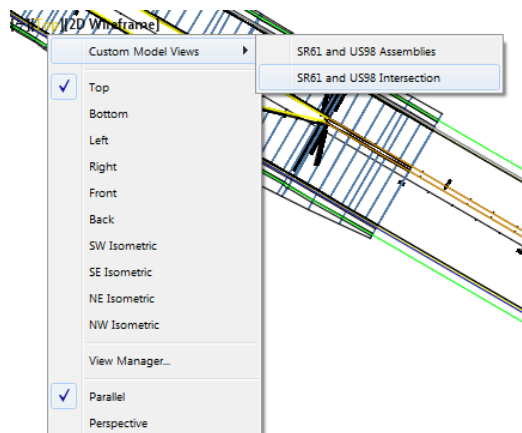 [-][Top][2D Wireframe]
Custom Model Views
SR61 and US98 Assemblies
SR61 and US98 Intersection
Top
Bottom
Left
Right
Front
Back
SW Isometric
SE Isometric
NE Isometric
NW Isometric
View Manager...
Parallel
Perspective